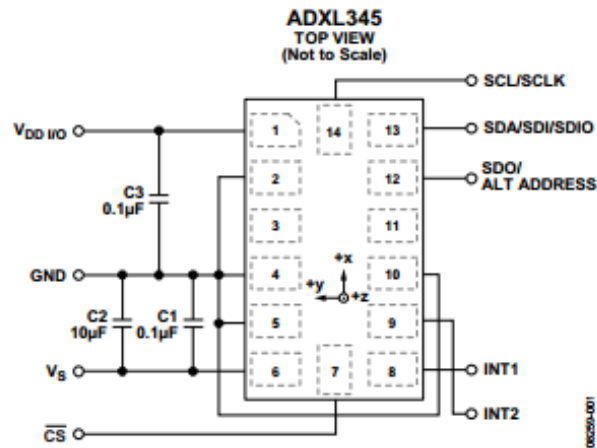 ADXL345
TOP VIEW
(Not to Scale)
SCL/SCLK
VDD I/O
1
14
13
SDA/SDI/SDIO
2
12
SDO/
ALT ADDRESS
C3
0.1µF
3
11
GND
4
+x
10
+y
+z
C2
10µF
C1
0.1µF
5
9
VS
6
7
8
INT1
INT2
CS